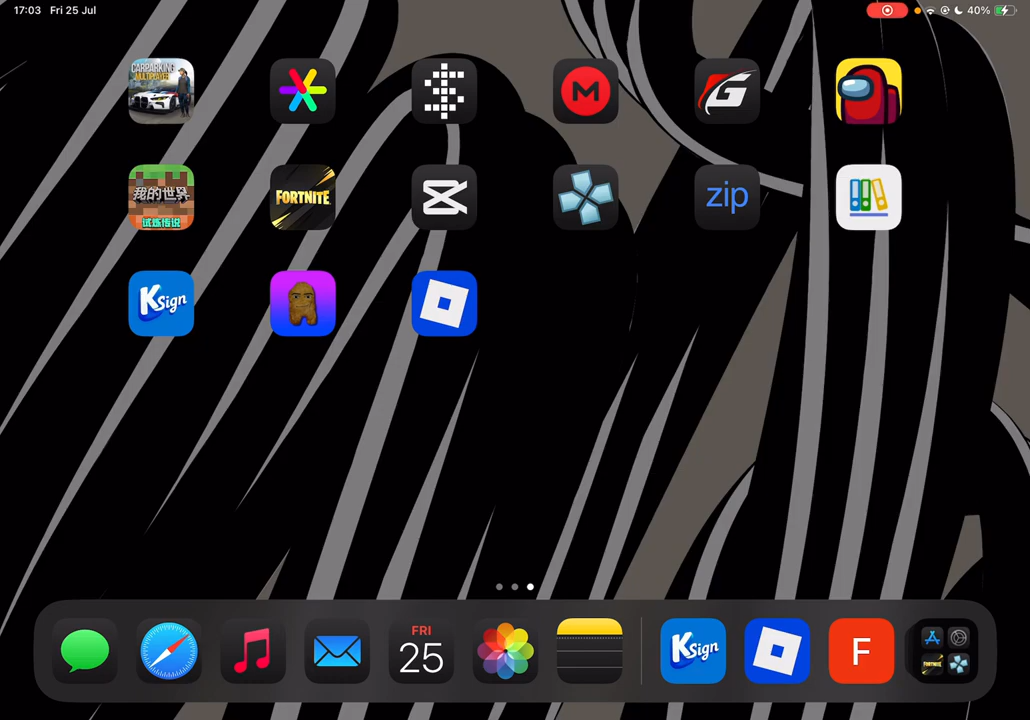 17:03 Fri 25 Jul
40%
CARPARKING
MULTIPLAYER
M
G
我的世界
试炼传说
FORTNITE
zip
KSign
FRI
25
KSign
F
FORTNITE